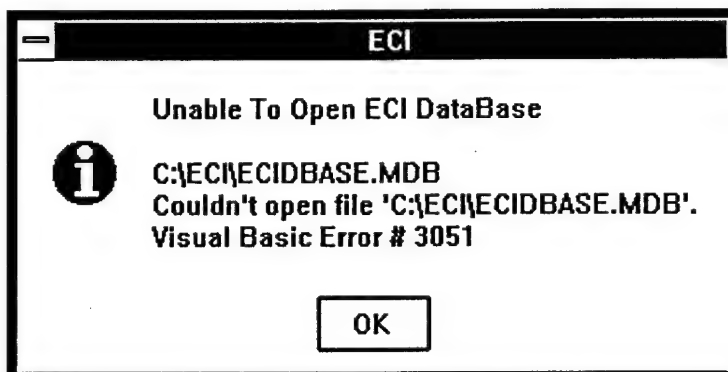 ECI
Unable To Open ECI DataBase
C:\ECI\ECIDBASE.MDB
Couldn't open file 'C:\ECI\ECIDBASE.MDB'.
Visual Basic Error # 3051
OK